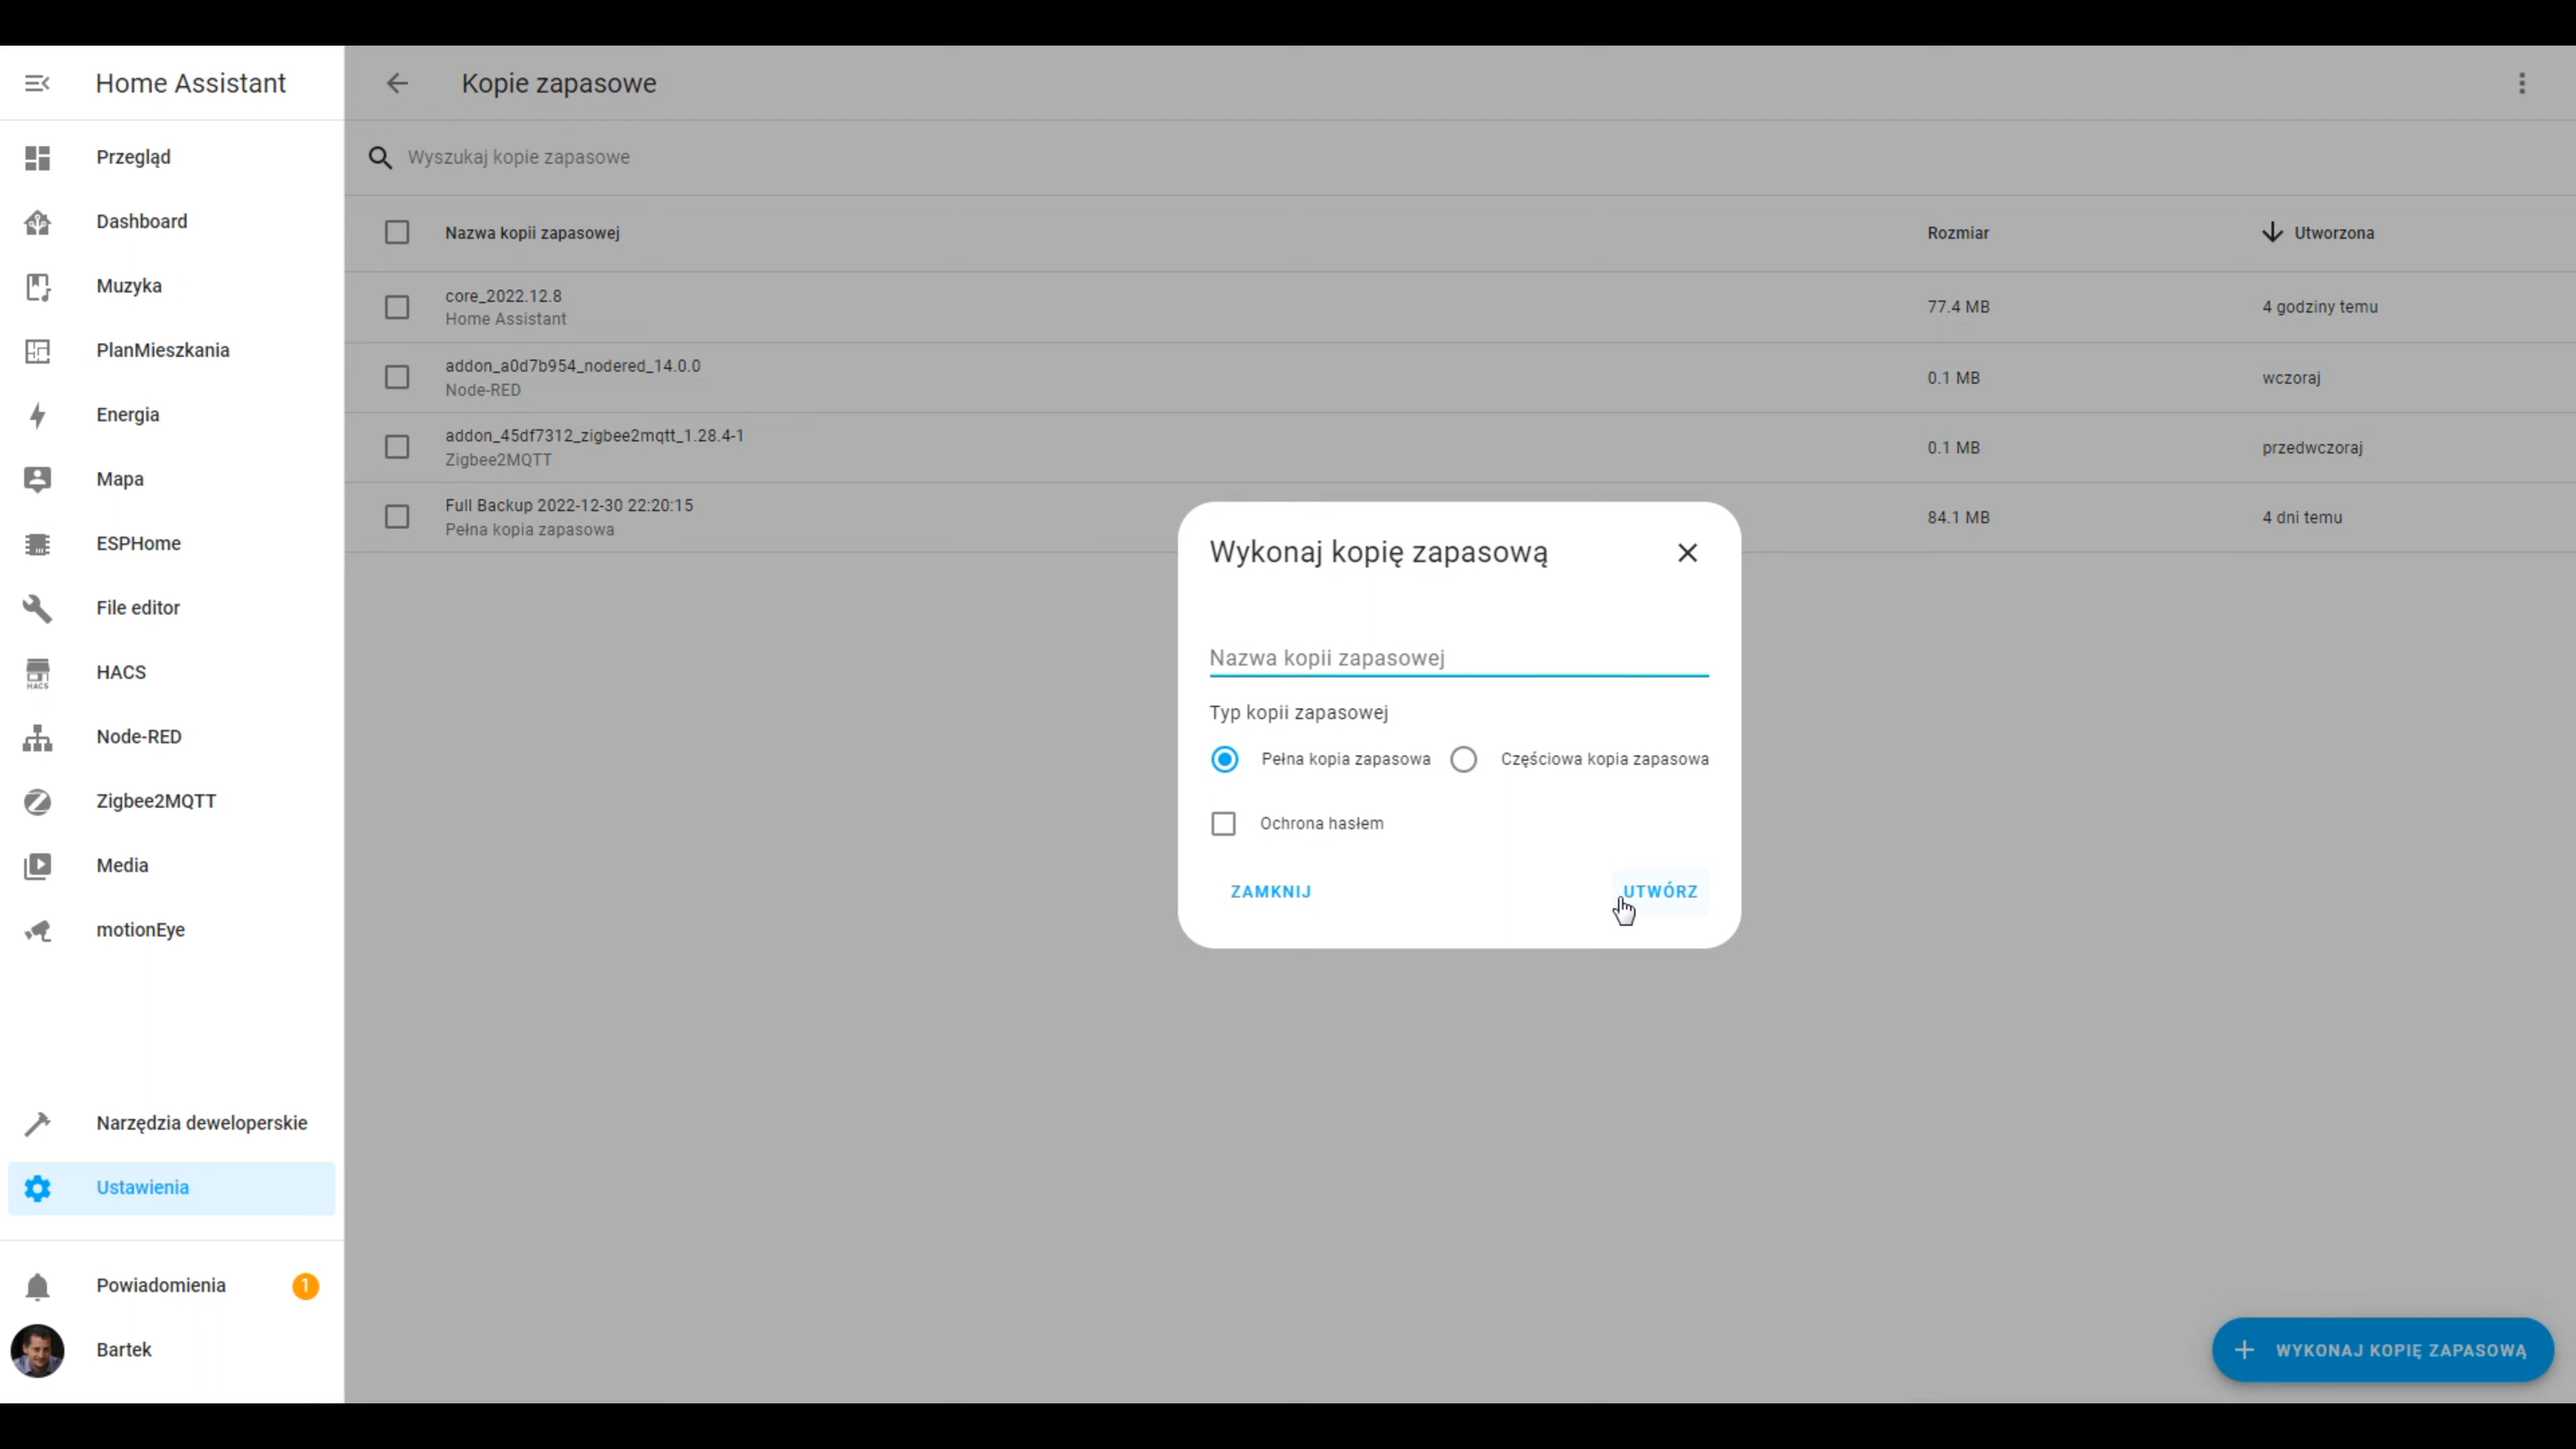 Home Assistant
Kopie zapasowe
Przegląd
Dashboard
Muzyka
PlanMieszkania
Energia
Mapa
ESPHome
File editor
HACS
HACS
Node-RED
Zigbee2MQTT
Media
motionEye
Narzędzia deweloperskie
Ustawienia
Powiadomienia 1
Bartek
Wyszukaj kopie zapasowe
Nazwa kopii zapasowej Rozmiar Utworzona
core_2022.12.8
Home Assistant
77.4 MB 4 godziny temu
addon_a0d7b954_nodered_14.0.0
Node-RED
0.1 MB wczoraj
addon_45df7312_zigbee2mqtt_1.28.4-1
Zigbee2MQTT
0.1 MB przedwczoraj
Full Backup 2022-12-30 22:20:15
Pełna kopia zapasowa
84.1 MB 4 dni temu
Wykonaj kopię zapasową
Nazwa kopii zapasowej
Typ kopii zapasowej
Pełna kopia zapasowa Częściowa kopia zapasowa
Ochrona hasłem
ZAMKNIJ UTWÓRZ
WYKONAJ KOPIĘ ZAPASOWĄ